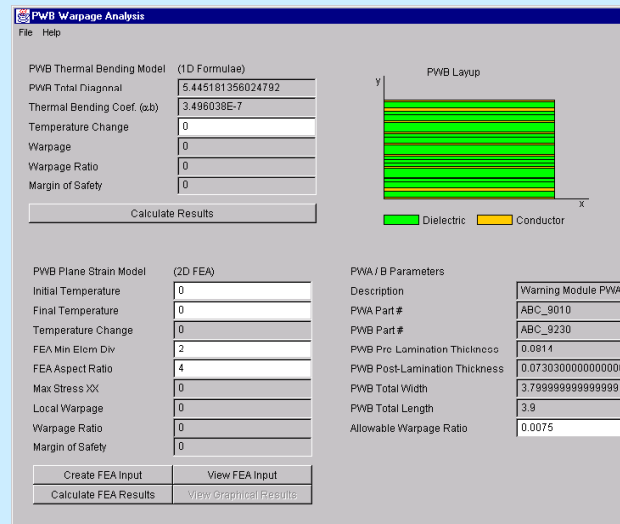 PWB Warpage Analysis
File Help
PWB Thermal Bending Model (1D Formulae)
PWB Total Diagonal 5.445181356024792
Thermal Bending Coef. (αb) 3.496038E-7
Temperature Change 0
Warpage 0
Warpage Ratio 0
Margin of Safety 0
Calculate Results
PWB Layup
y
x
Dielectric Conductor
PWB Plane Strain Model (2D FEA)
Initial Temperature 0
Final Temperature 0
Temperature Change 0
FEA Min Elem Div 2
FEA Aspect Ratio 4
Max Stress XX 0
Local Warpage 0
Warpage Ratio 0
Margin of Safety 0
Create FEA Input View FEA Input
Calculate FEA Results View Graphical Results
PWA / B Parameters
Description Warning Module PWA
PWA Part # ABC_9010
PWB Part # ABC_9230
PWB Pre-Lamination Thickness 0.0814
PWB Post-Lamination Thickness 0.0730300000000000
PWB Total Width 3.799999999999999
PWB Total Length 3.9
Allowable Warpage Ratio 0.0075